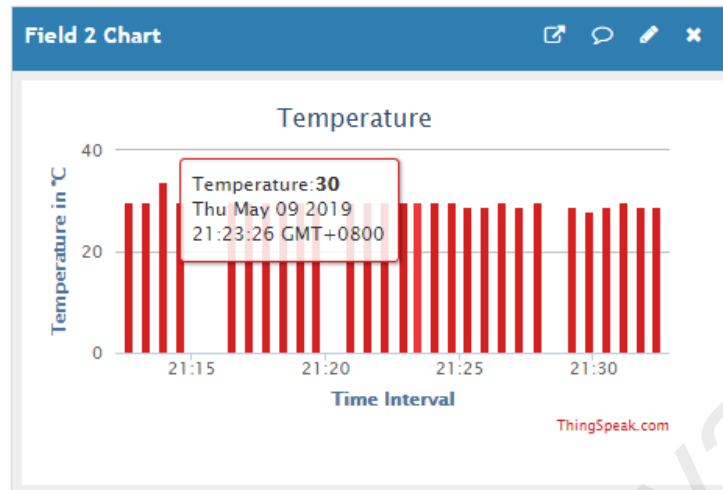 Field 2 Chart
Temperature
Temperature in °C
40
20
0
Temperature:30
Thu May 09 2019
21:23:26 GMT+0800
21:15
21:20
21:25
21:30
Time Interval
ThingSpeak.com